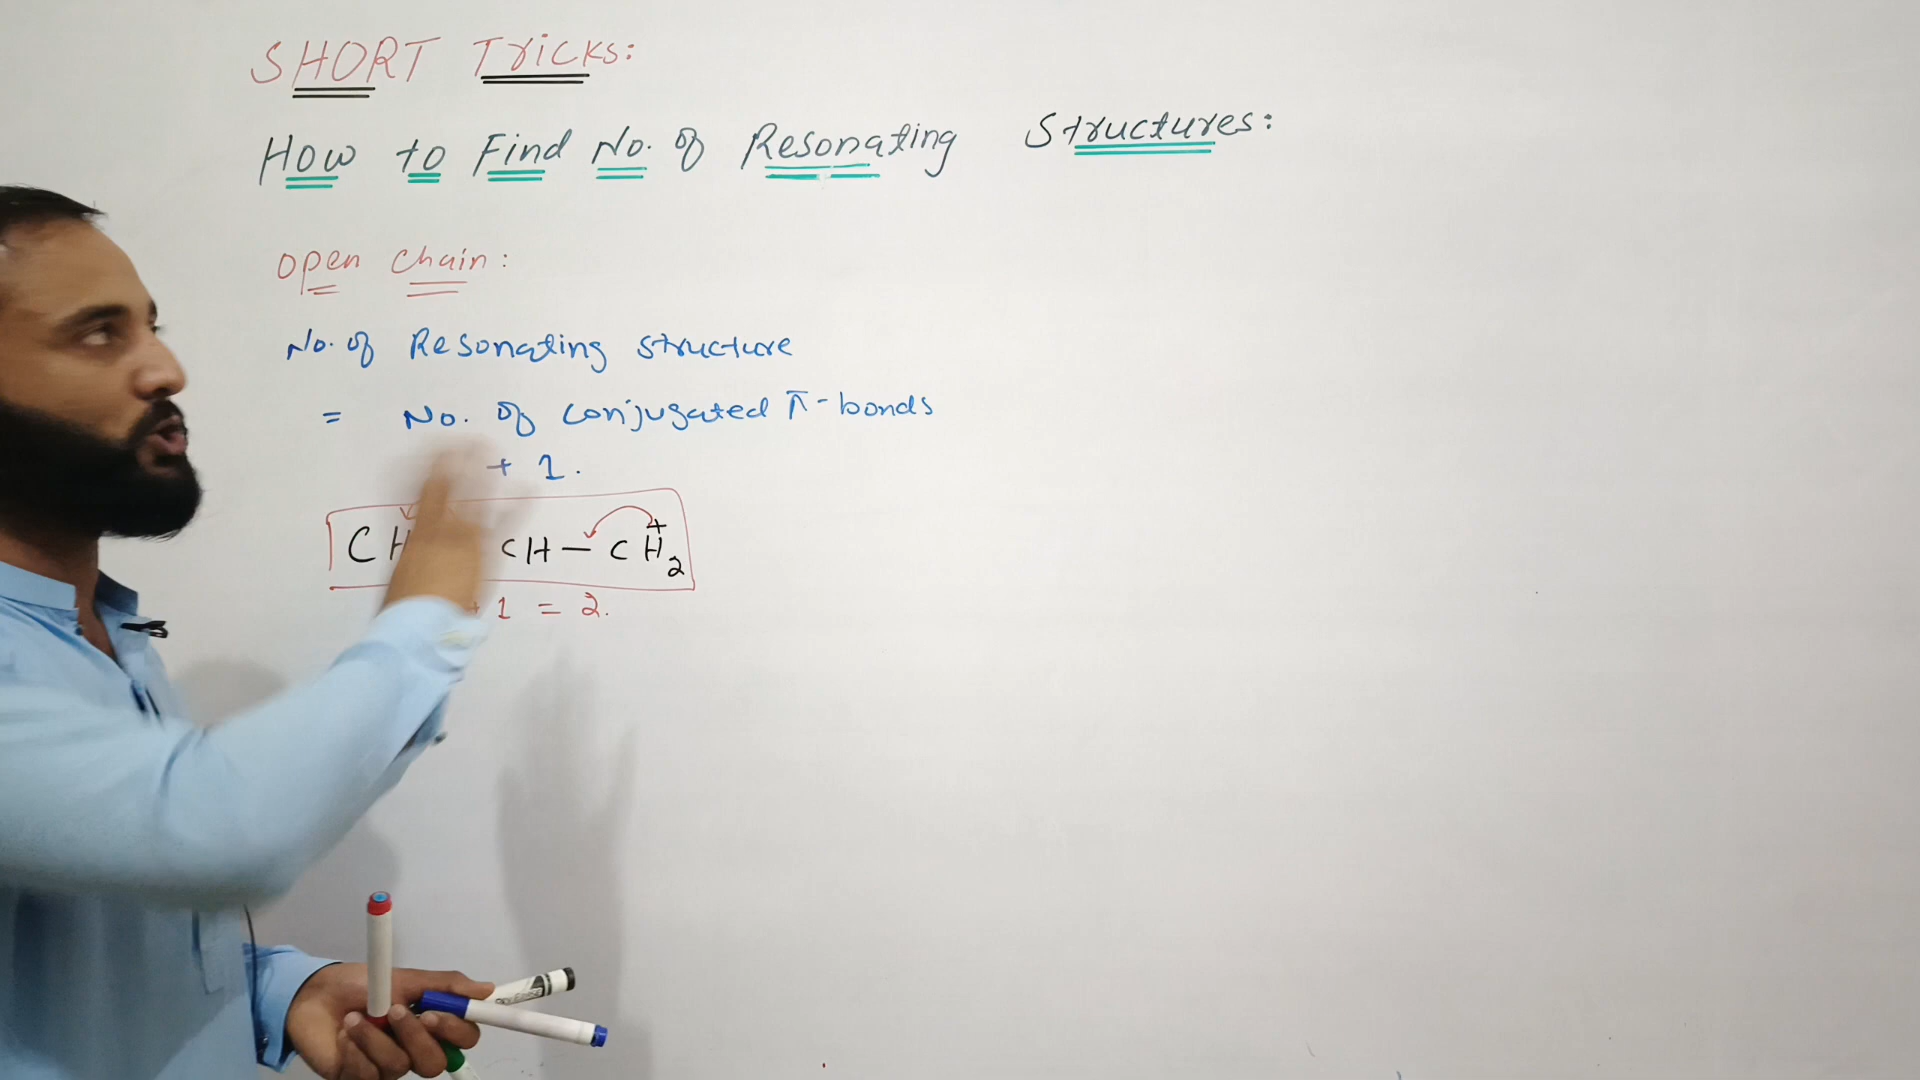 SHORT Tricks:
How to Find No. of Resonating Structures:
open chain:
No. of Resonating structure
= No. of conjugated π-bonds
+ 1.
CH CH — CH₂
+
+1 = 2.